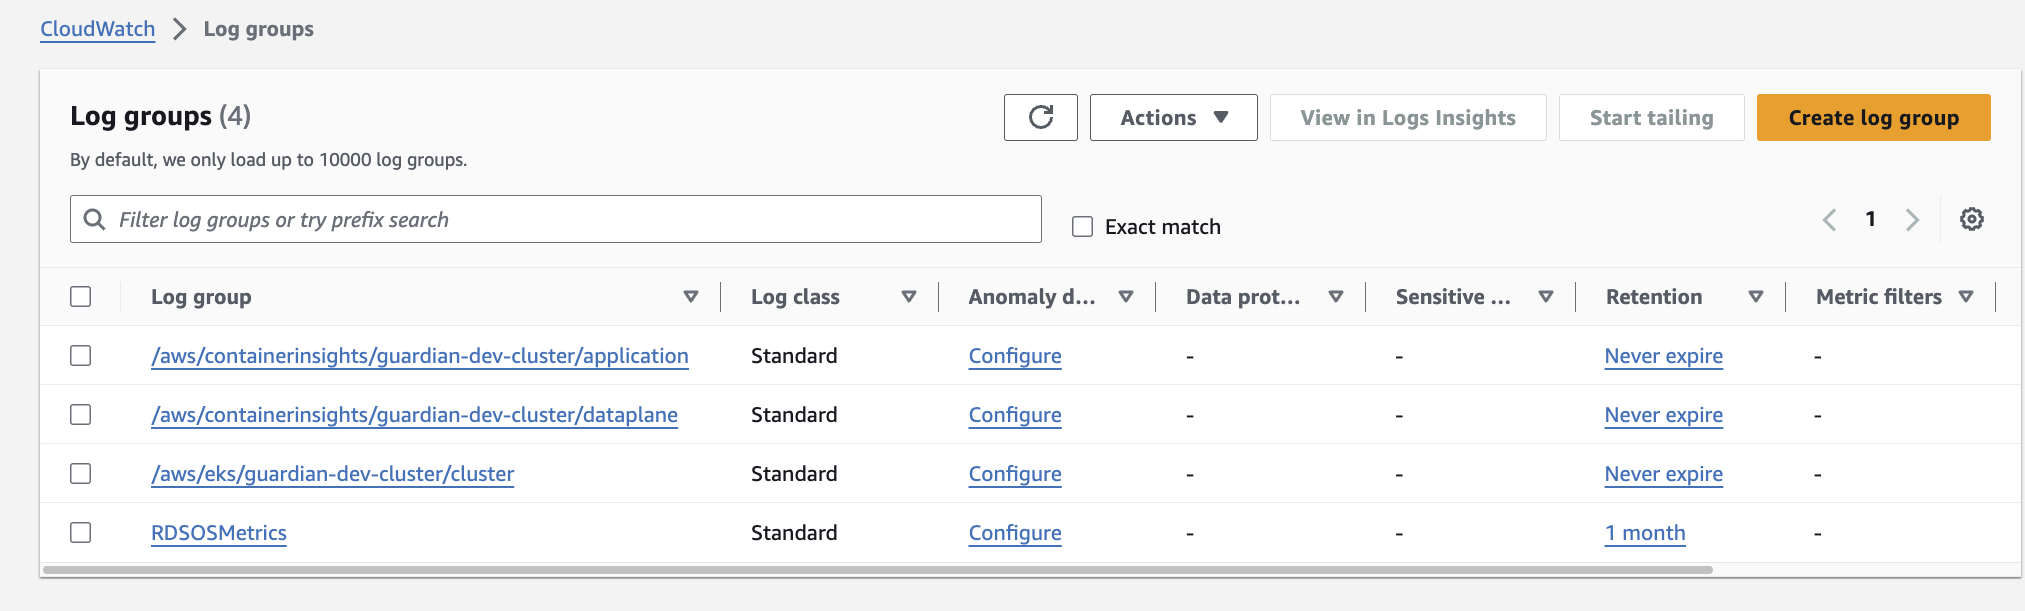 CloudWatch > Log groups
Log groups (4)
Actions ▼ View in Logs Insights Start tailing Create log group
By default, we only load up to 10000 log groups.
Filter log groups or try prefix search Exact match 1
Log group Log class Anomaly d... Data prot... Sensitive ... Retention Metric filters
/aws/containerinsights/guardian-dev-cluster/application Standard Configure - - Never expire -
/aws/containerinsights/guardian-dev-cluster/dataplane Standard Configure - - Never expire -
/aws/eks/guardian-dev-cluster/cluster Standard Configure - - Never expire -
RDSOSMetrics Standard Configure - - 1 month -